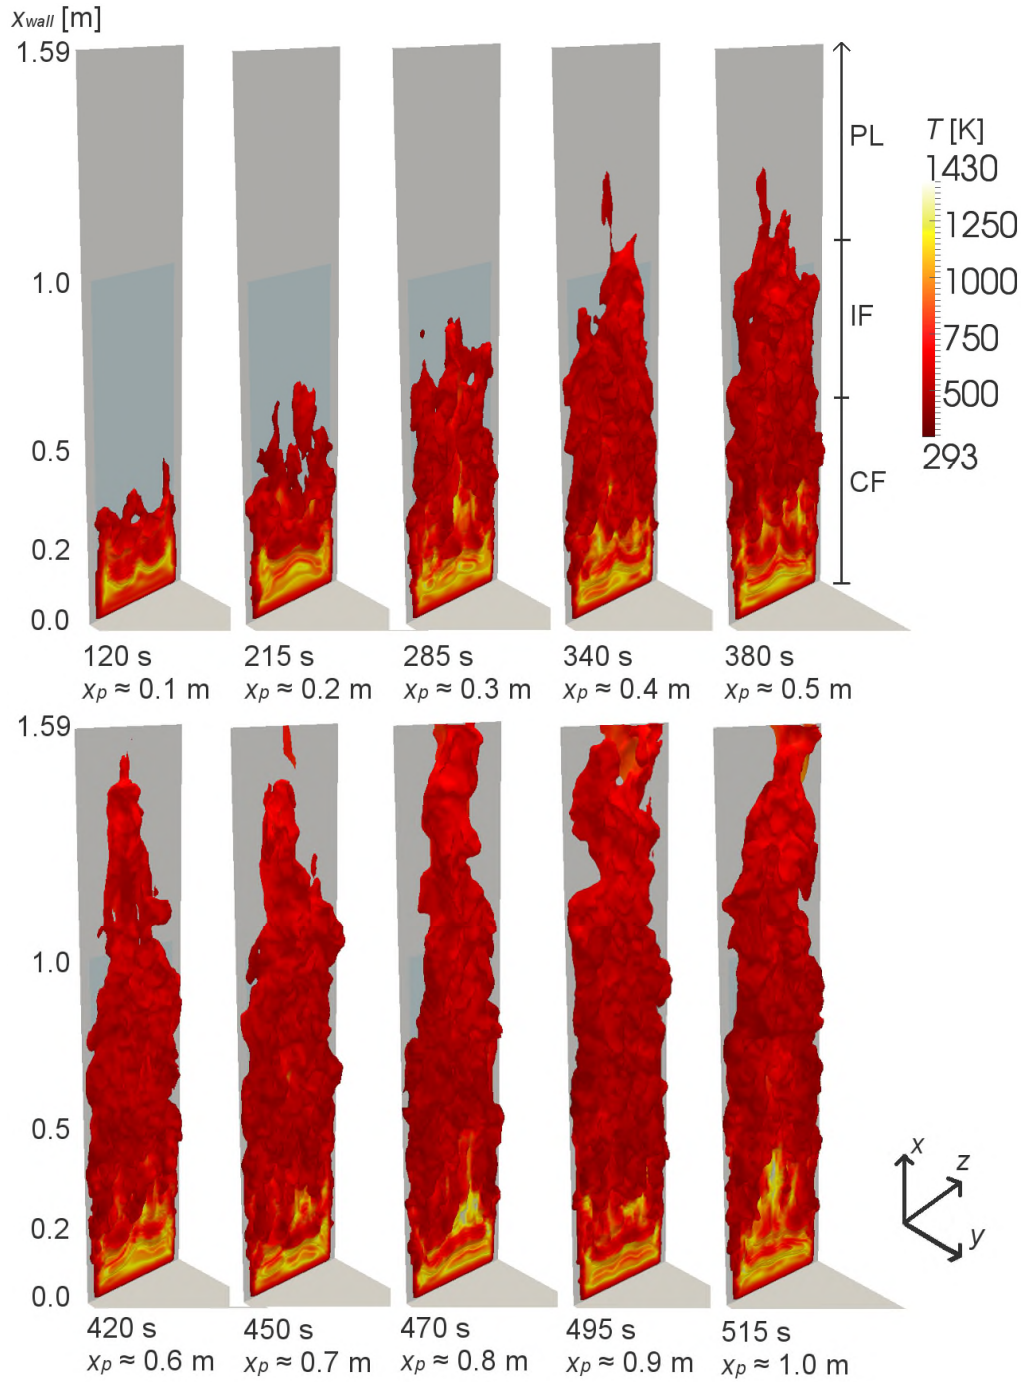 x_wall [m]
1.59
1.0
0.5
0.2
0.0
PL
IF
CF
T [K]
1430
1250
1000
750
500
293
120 s
x_p ≈ 0.1 m
215 s
x_p ≈ 0.2 m
285 s
x_p ≈ 0.3 m
340 s
x_p ≈ 0.4 m
380 s
x_p ≈ 0.5 m
1.59
1.0
0.5
0.2
0.0
x
z
y
420 s
x_p ≈ 0.6 m
450 s
x_p ≈ 0.7 m
470 s
x_p ≈ 0.8 m
495 s
x_p ≈ 0.9 m
515 s
x_p ≈ 1.0 m